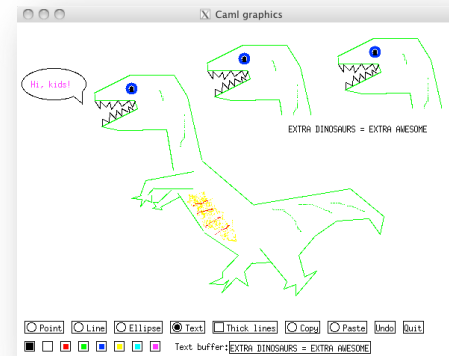 Caml graphics
Hi, kids!
EXTRA DINOSAURS = EXTRA AWESOME
Point Line Ellipse Text Thick lines Copy Paste Undo Quit
Text buffer: EXTRA DINOSAURS = EXTRA AWESOME